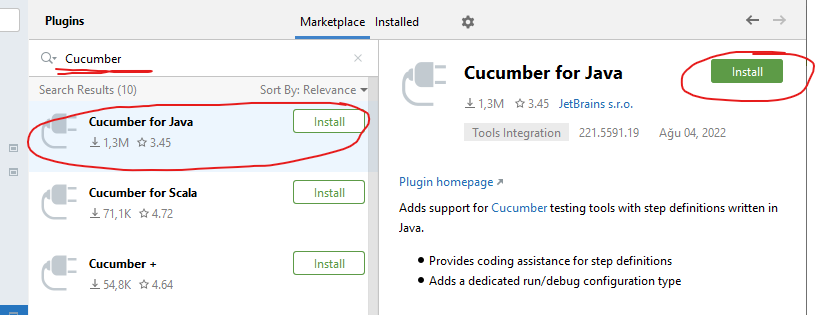 Plugins
Marketplace Installed
Cucumber
Search Results (10) Sort By: Relevance
Cucumber for Java Install
1,3M 3.45
Cucumber for Scala Install
71,1K 4.72
Cucumber + Install
54,8K 4.64
Cucumber for Java Install
1,3M 3.45 JetBrains s.r.o.
Tools Integration 221.5591.19 Ağu 04, 2022
Plugin homepage
Adds support for Cucumber testing tools with step definitions written in
Java.
Provides coding assistance for step definitions
Adds a dedicated run/debug configuration type